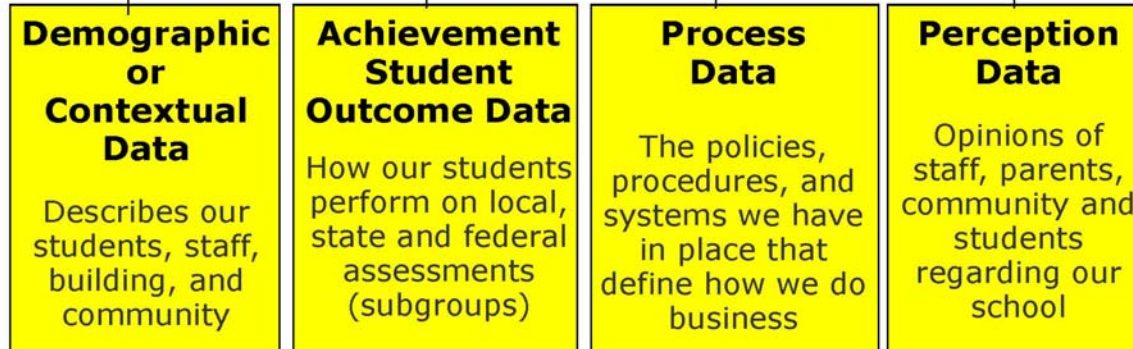 Demographic
or
Contextual
Data
Describes our
students, staff,
building, and
community
Achievement
Student
Outcome Data
How our students
perform on local,
state and federal
assessments
(subgroups)
Process
Data
The policies,
procedures, and
systems we have
in place that
define how we do
business
Perception
Data
Opinions of
staff, parents,
community and
students
regarding our
school